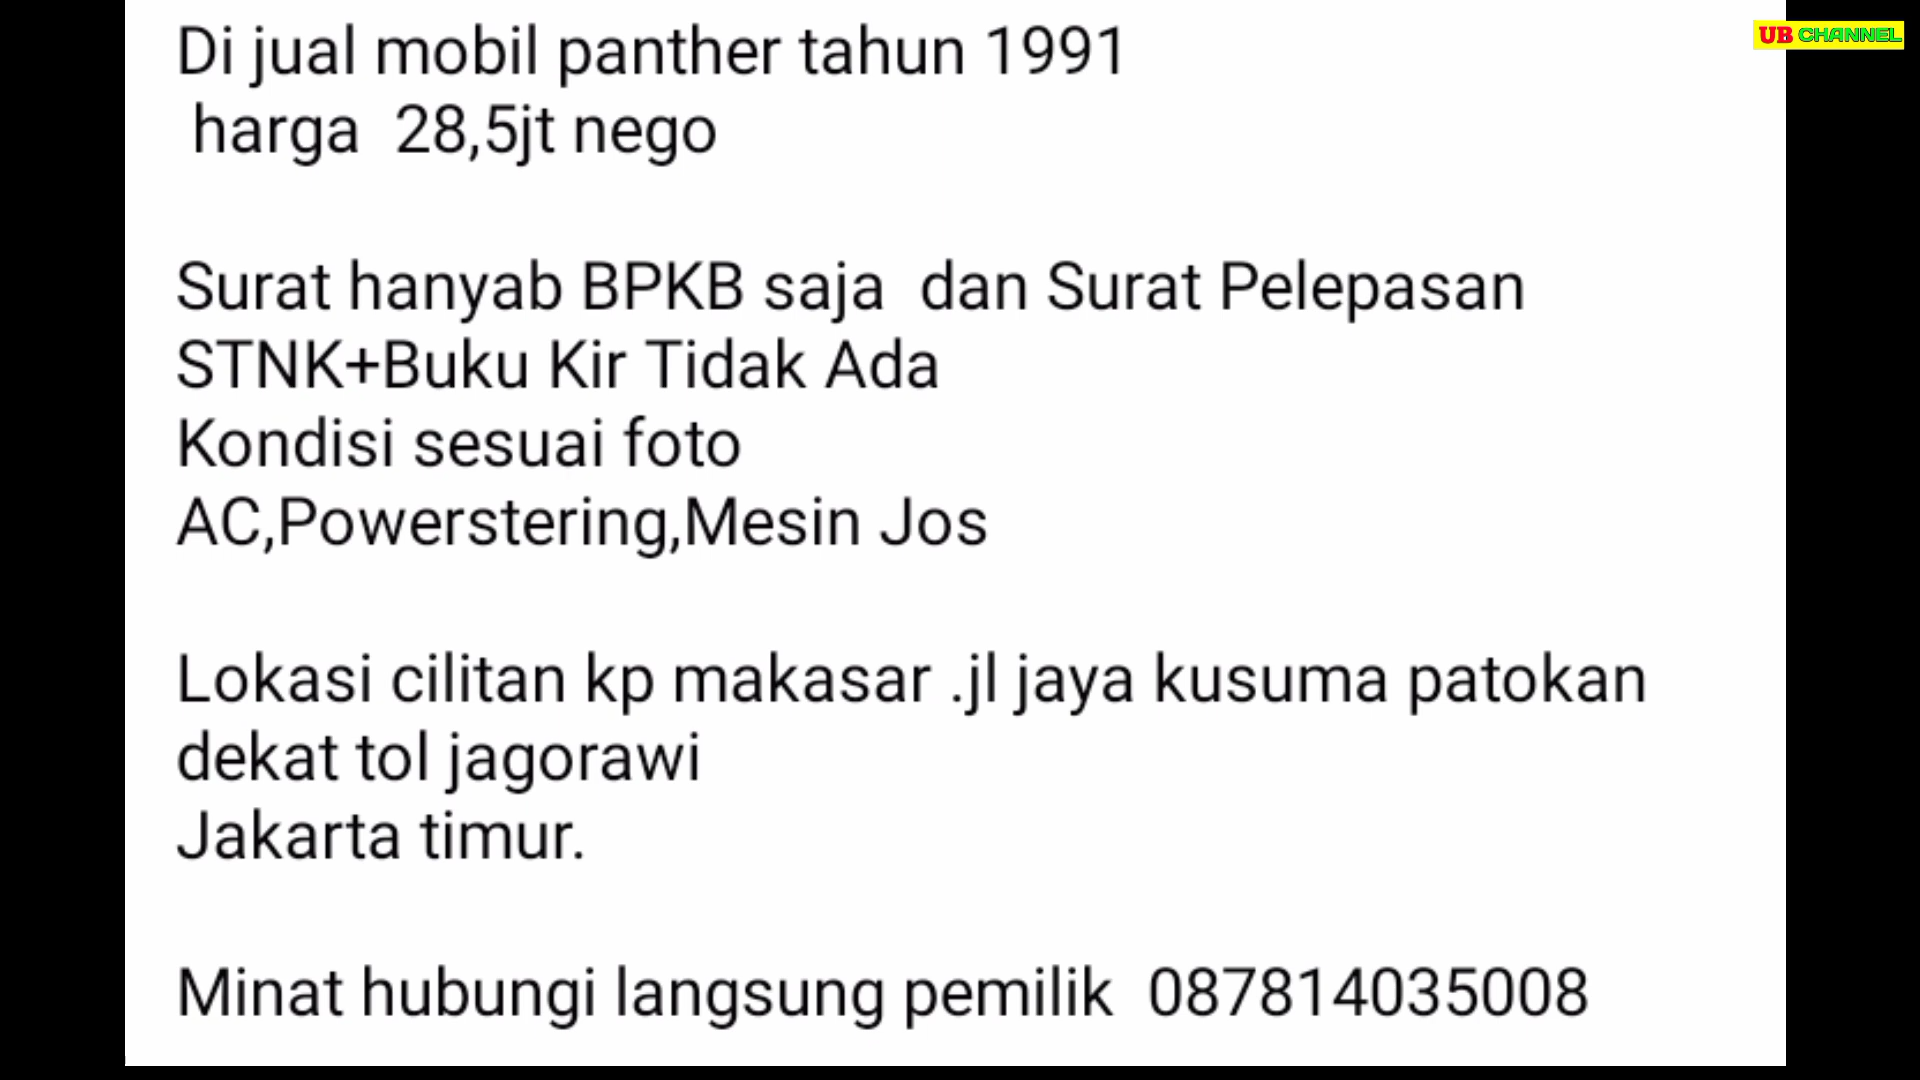 UB CHANNEL
Di jual mobil panther tahun 1991
harga 28,5jt nego
Surat hanyab BPKB saja dan Surat Pelepasan
STNK+Buku Kir Tidak Ada
Kondisi sesuai foto
AC,Powerstering,Mesin Jos
Lokasi cilitan kp makasar .jl jaya kusuma patokan
dekat tol jagorawi
Jakarta timur.
Minat hubungi langsung pemilik 087814035008